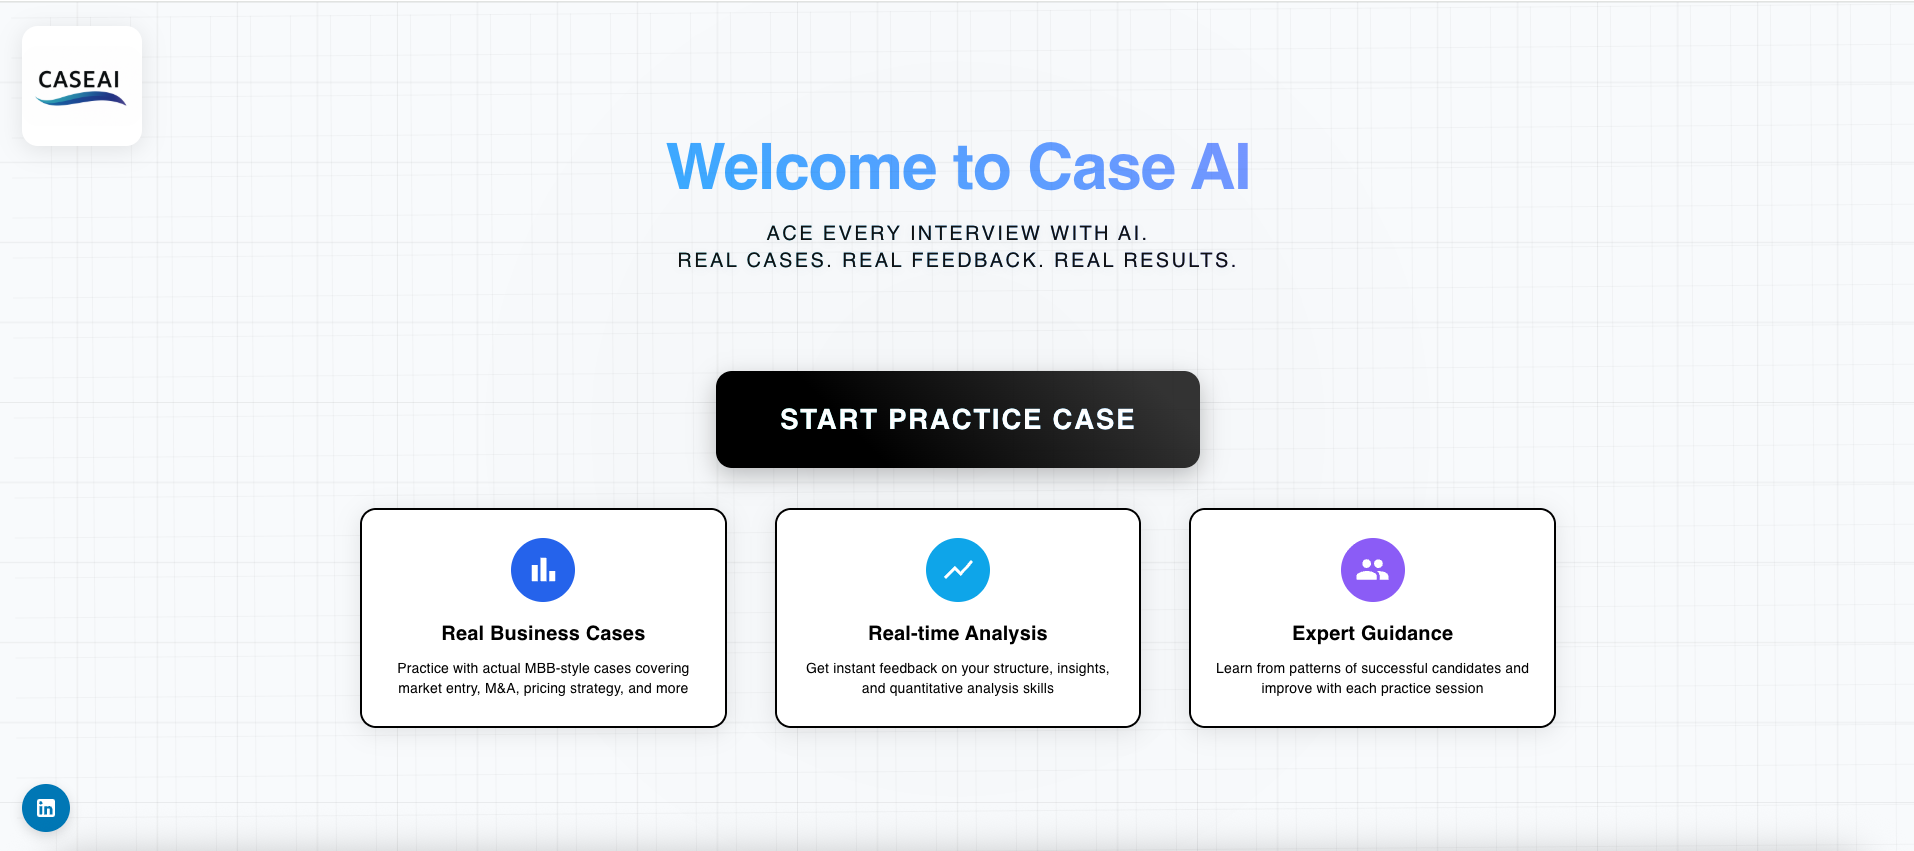 CASEAI
Welcome to Case AI
ACE EVERY INTERVIEW WITH AI.
REAL CASES. REAL FEEDBACK. REAL RESULTS.
START PRACTICE CASE
Real Business Cases
Practice with actual MBB-style cases covering
market entry, M&A, pricing strategy, and more
Real-time Analysis
Get instant feedback on your structure, insights,
and quantitative analysis skills
Expert Guidance
Learn from patterns of successful candidates and
improve with each practice session
in